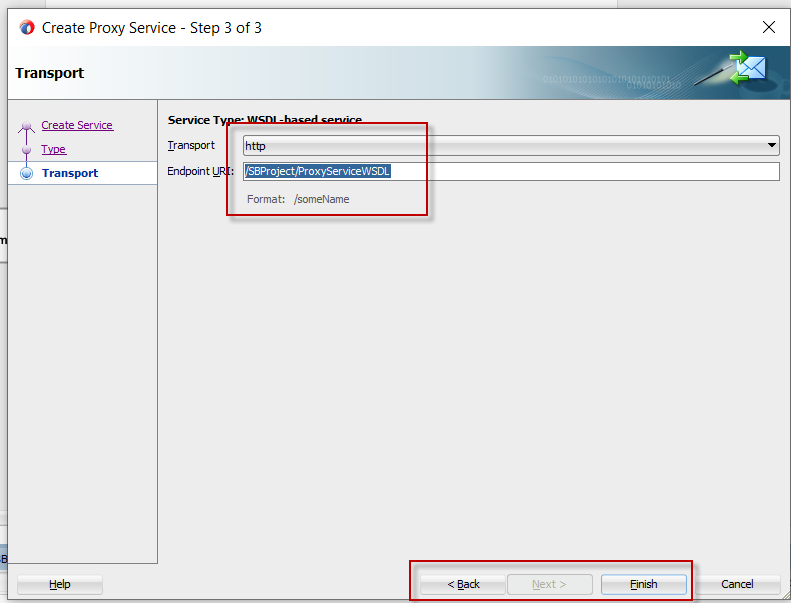 Create Proxy Service - Step 3 of 3
Transport
Create Service
Type
Transport
Service Type: WSDL-based service
Transport http
Endpoint URI: /SBProject/ProxyServiceWSDL
Format: /someName
Help
< Back
Next >
Finish
Cancel